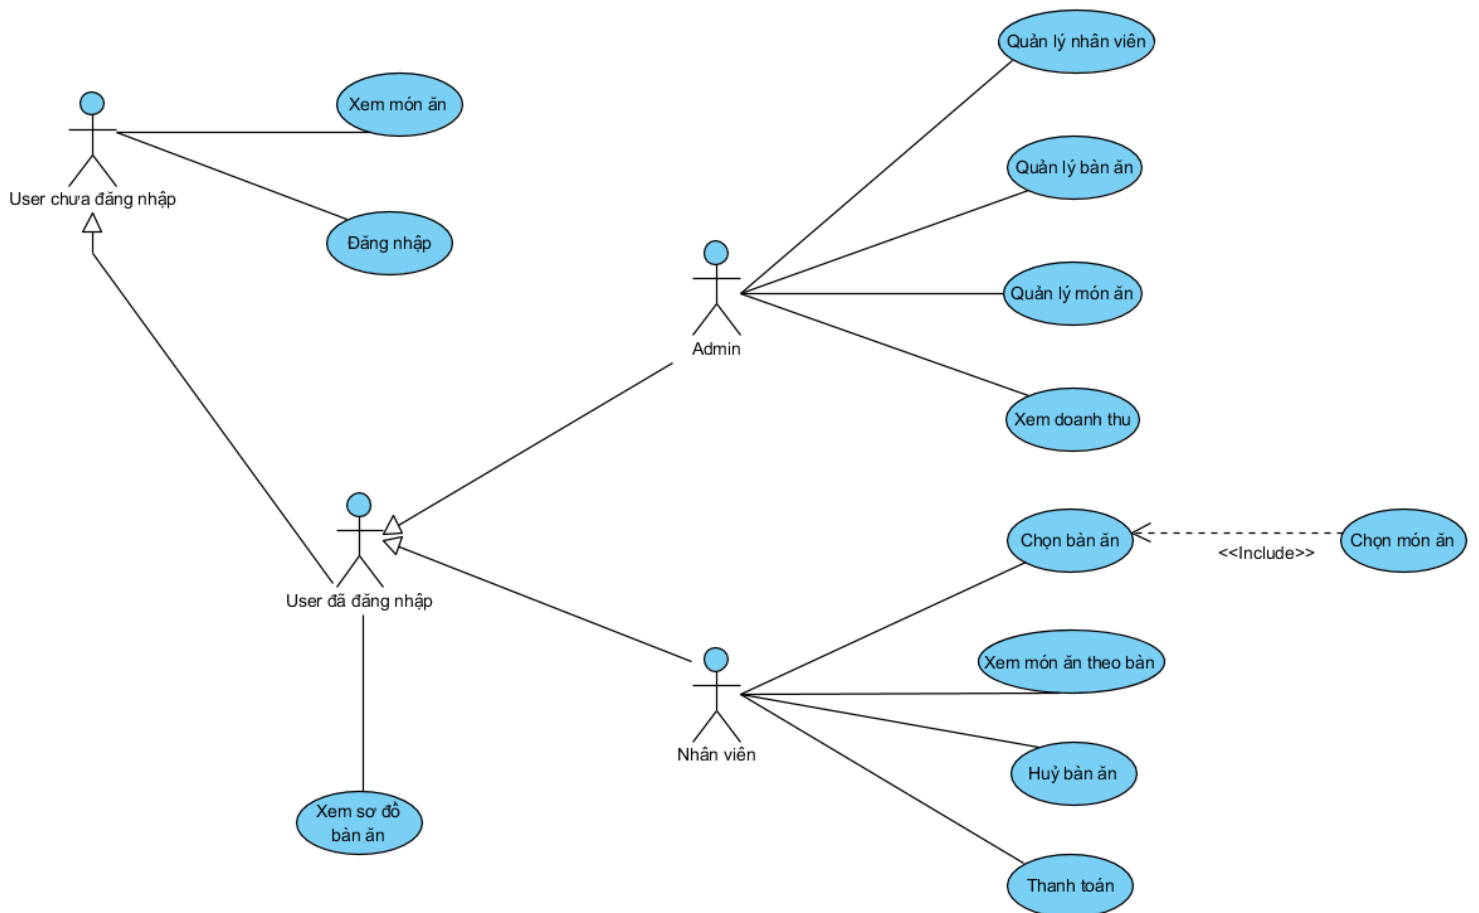 Quản lý nhân viên
Xem món ăn
Quản lý bàn ăn
User chưa đăng nhập
Đăng nhập
Quản lý món ăn
Admin
Xem doanh thu
Chọn bàn ăn
<<Include>>
Chọn món ăn
User đã đăng nhập
Xem món ăn theo bàn
Nhân viên
Huỷ bàn ăn
Xem sơ đồ
bàn ăn
Thanh toán